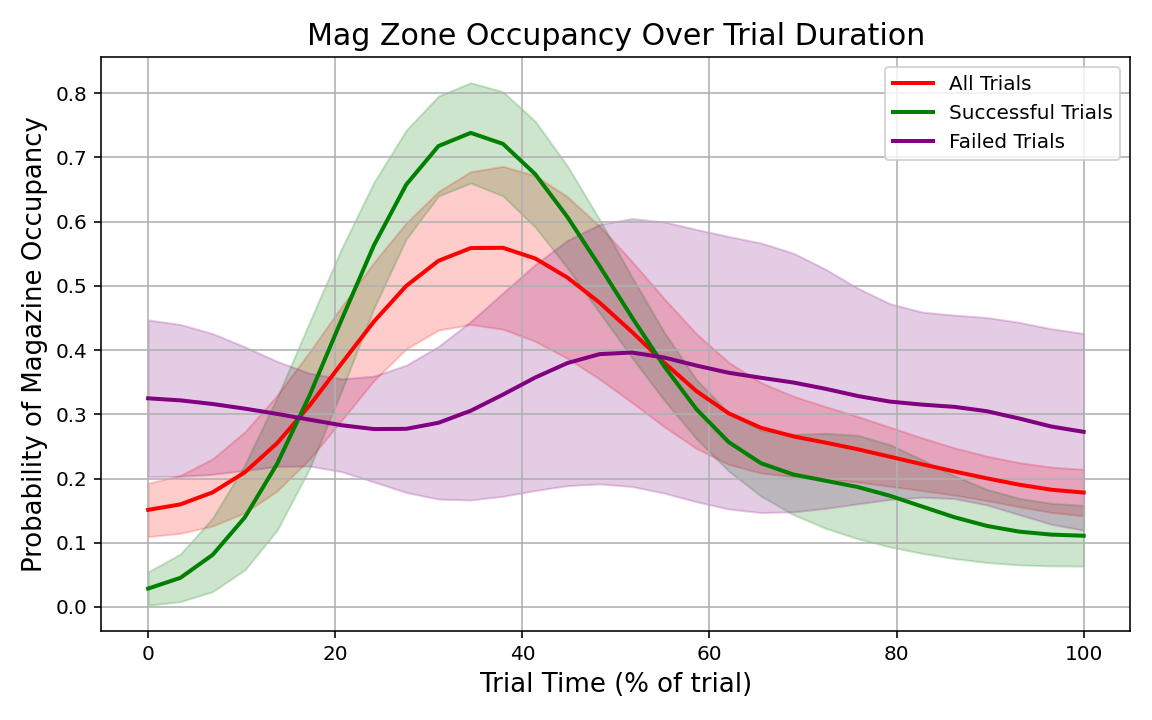 Mag Zone Occupancy Over Trial Duration
All Trials
Successful Trials
Failed Trials
Probability of Magazine Occupancy
0.8
0.7
0.6
0.5
0.4
0.3
0.2
0.1
0.0
0 20 40 60 80 100
Trial Time (% of trial)